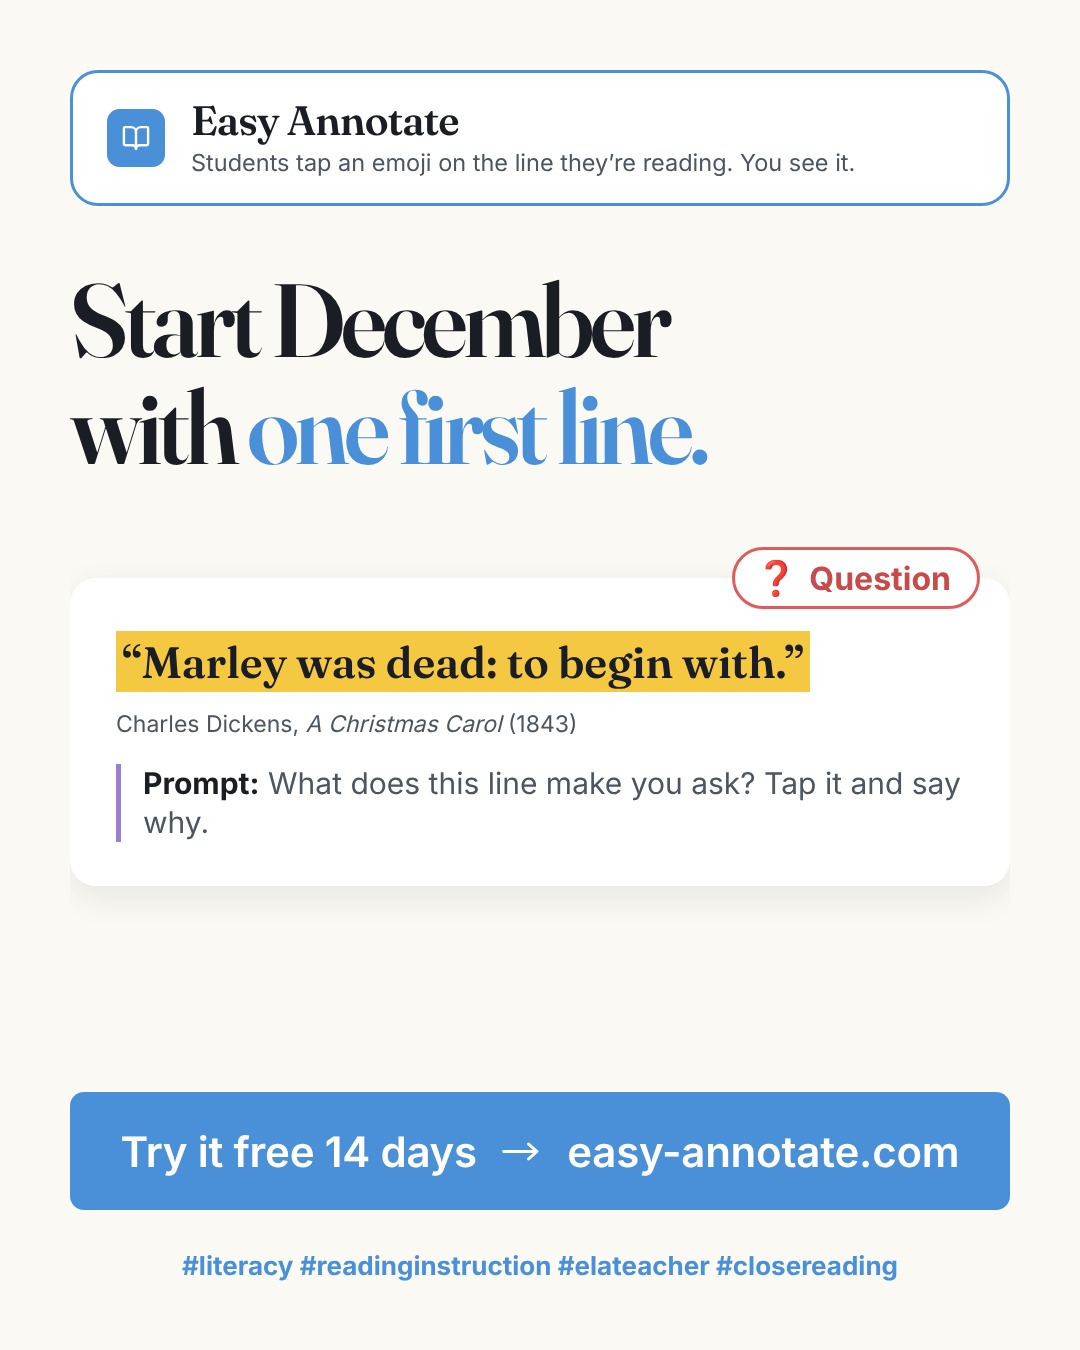 Easy Annotate
Students tap an emoji on the line they’re reading. You see it.
Start December
with one first line.
❓ Question
“Marley was dead: to begin with.”
Charles Dickens, A Christmas Carol (1843)
Prompt: What does this line make you ask? Tap it and say
why.
Try it free 14 days → easy-annotate.com
#literacy #readinginstruction #elateacher #closereading